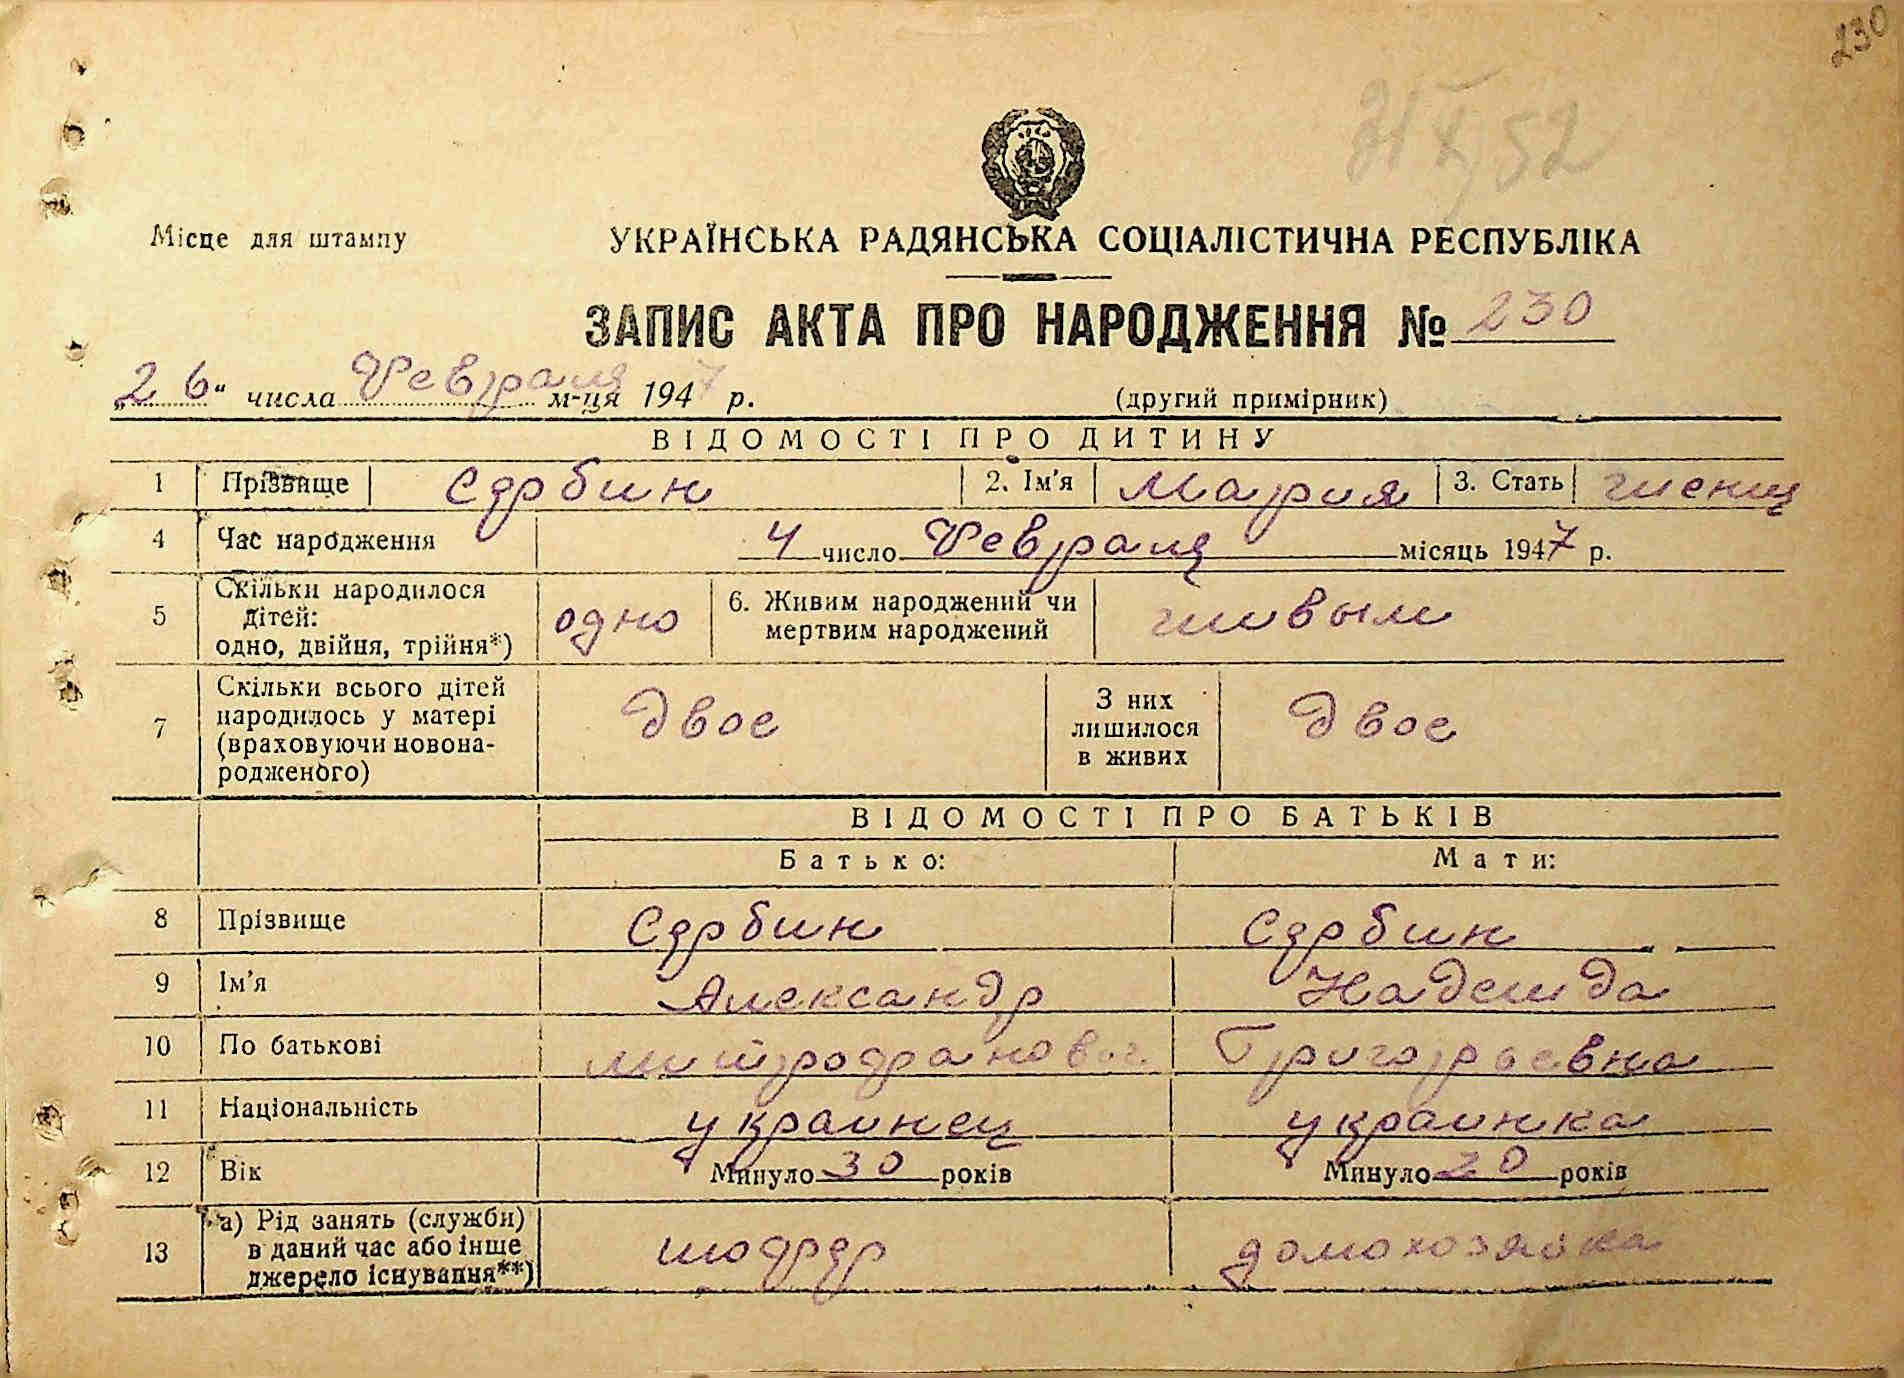 230
31/X 52
Місце для штампу
УКРАЇНСЬКА РАДЯНСЬКА СОЦІАЛІСТИЧНА РЕСПУБЛІКА
ЗАПИС АКТА ПРО НАРОДЖЕННЯ № 230
„26“ числа Февраля м-ця 1947 р. (другий примірник)
ВІДОМОСТІ ПРО ДИТИНУ
1 Прізвище Сербин 2. Ім'я Мария 3. Стать женщ
4 Час народження 4 число Февраля місяць 1947 р.
5 Скільки народилося дітей: одно, двійня, трійня*) одно 6. Живим народжений чи мертвим народжений живым
7 Скільки всього дітей народилось у матері (враховуючи новонародженого) двое З них лишилося в живих двое
ВІДОМОСТІ ПРО БАТЬКІВ
Батько: Мати:
8 Прізвище Сербин Сербин
9 Ім'я Александр Надежда
10 По батькові Митрофанович Григорьевна
11 Національність украинец украинка
12 Вік Минуло 30 років Минуло 20 років
13 а) Рід занять (служби) в даний час або інше джерело існування**) шофер домохозяйка